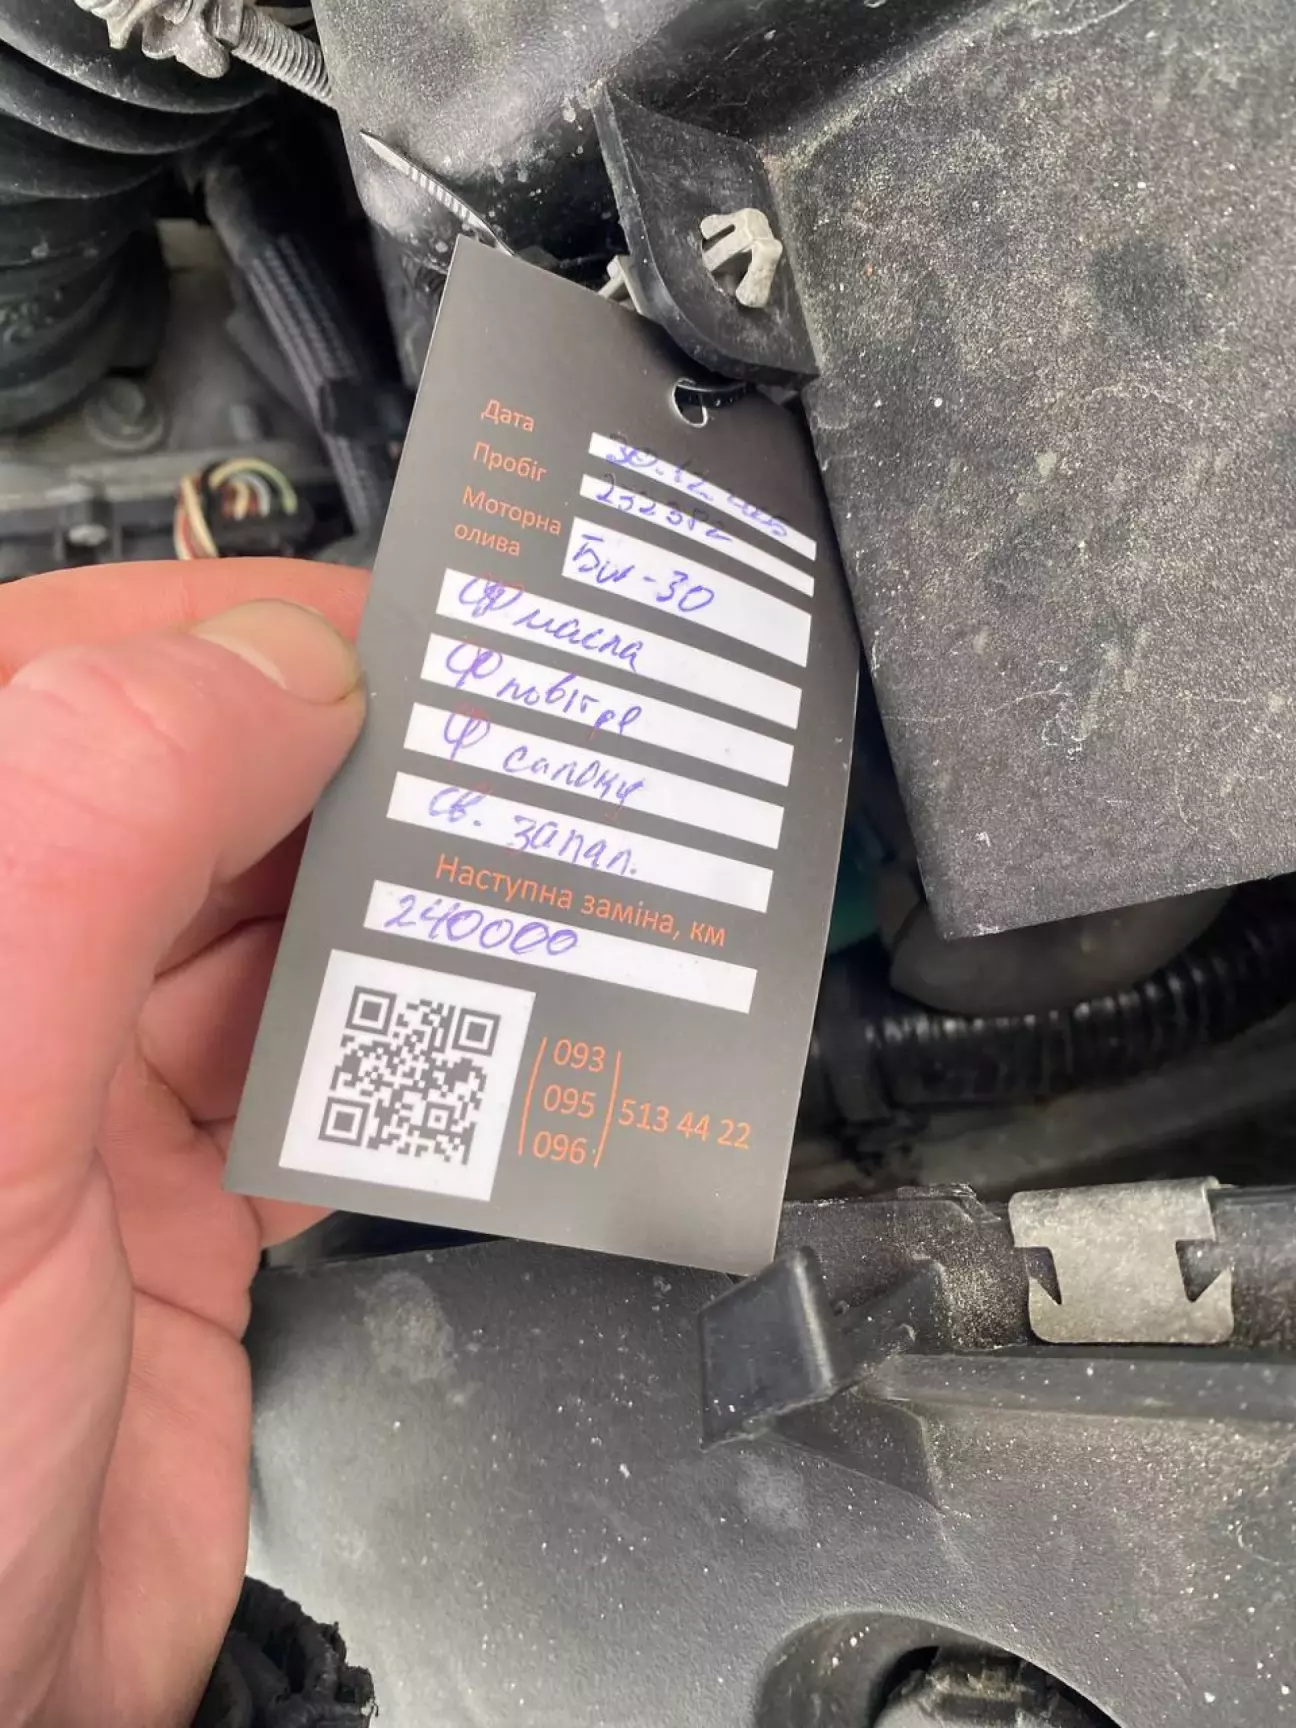 Дата
Пробіг
Моторна олива 5w-30
ф масла
ф повітря
ф салону
св. запал.
Наступна заміна, км
240000
093
095 513 44 22
096